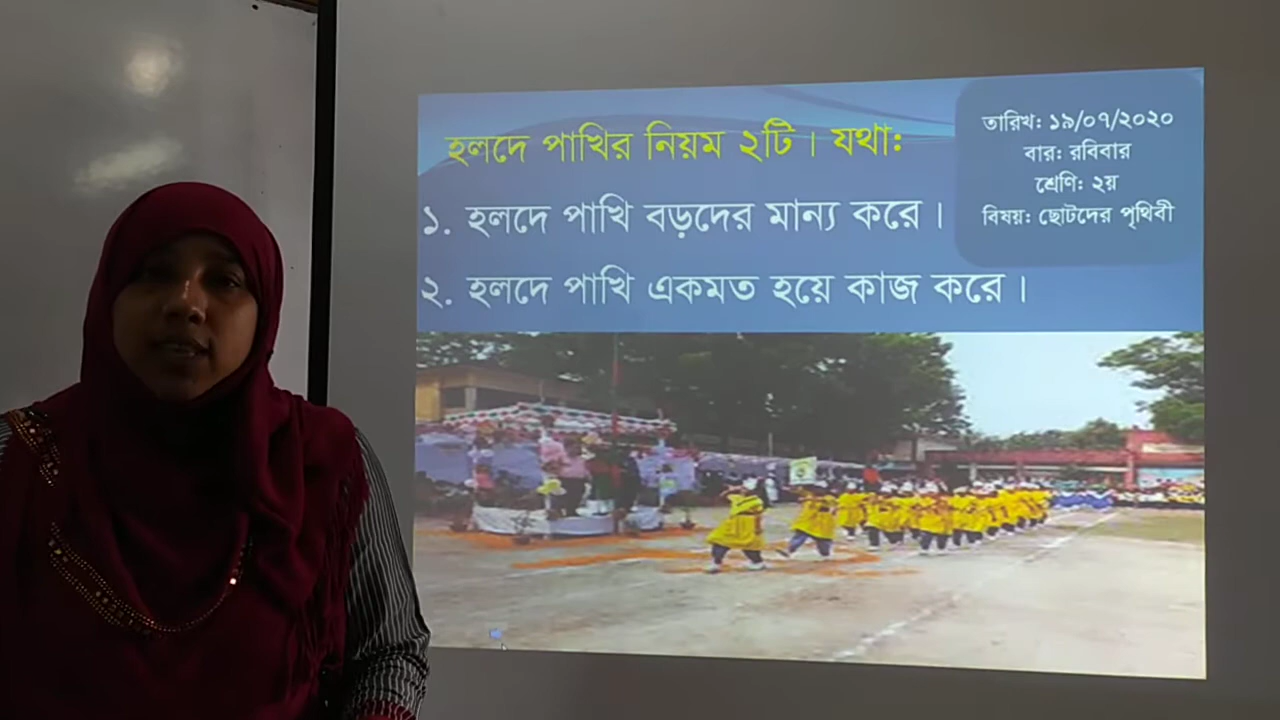 হলদে পাখির নিয়ম ২টি। যথা:
১. হলদে পাখি বড়দের মান্য করে।
২. হলদে পাখি একমত হয়ে কাজ করে।
তারিখ: ১৯/০৭/২০২০
বার: রবিবার
শ্রেণি: ২য়
বিষয়: ছোটদের পৃথিবী